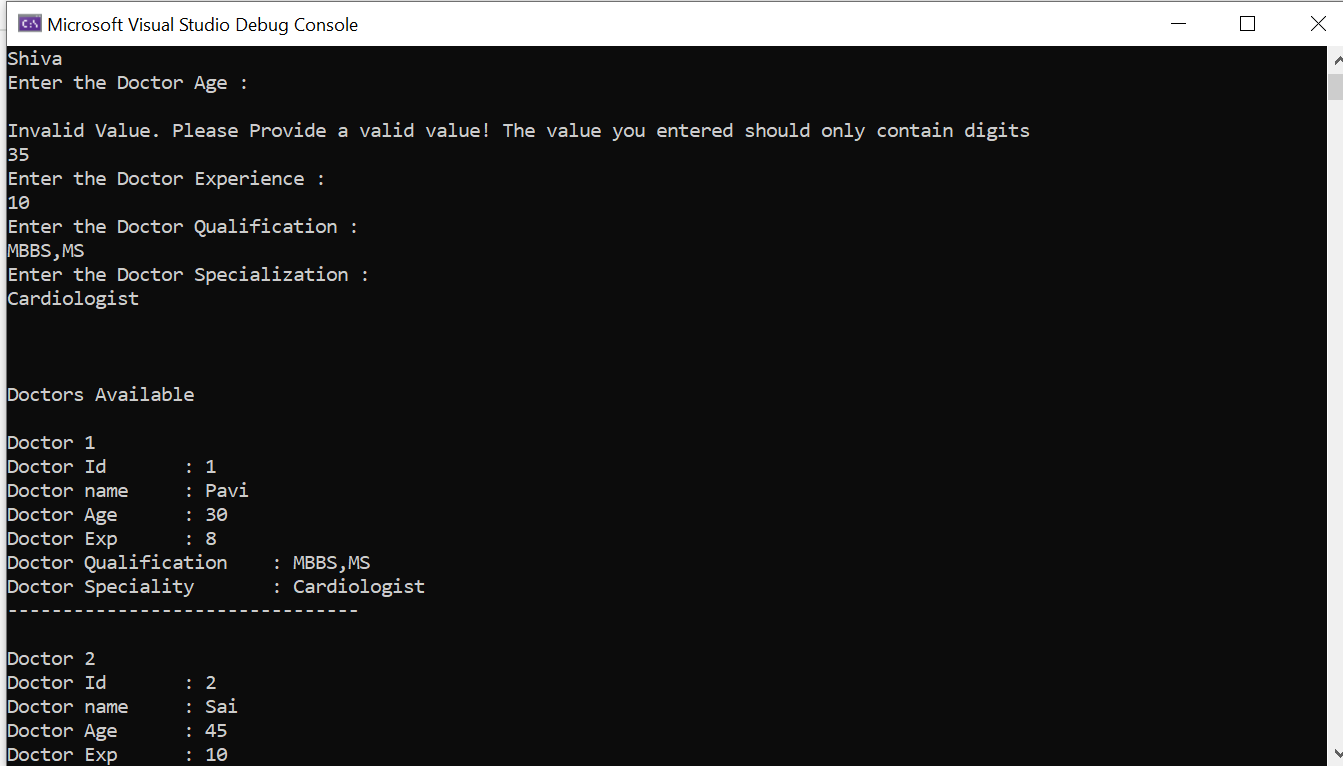 Microsoft Visual Studio Debug Console
Shiva
Enter the Doctor Age :
Invalid Value. Please Provide a valid value! The value you entered should only contain digits
35
Enter the Doctor Experience :
10
Enter the Doctor Qualification :
MBBS,MS
Enter the Doctor Specialization :
Cardiologist
Doctors Available
Doctor 1
Doctor Id       : 1
Doctor name     : Pavi
Doctor Age      : 30
Doctor Exp      : 8
Doctor Qualification    : MBBS,MS
Doctor Speciality       : Cardiologist
--------------------------------
Doctor 2
Doctor Id       : 2
Doctor name     : Sai
Doctor Age      : 45
Doctor Exp      : 10